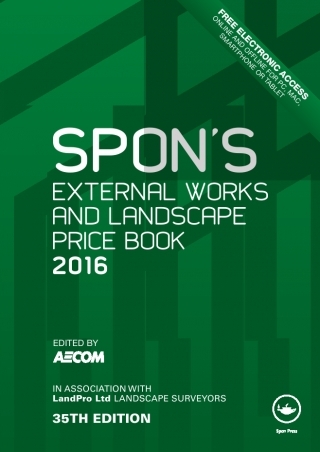 FREE ELECTRONIC ACCESS
ONLINE AND OFFLINE FOR PC, MAC,
SMARTPHONE OR TABLET
SPON'S
EXTERNAL WORKS
AND LANDSCAPE
PRICE BOOK
2016
EDITED BY
AECOM
IN ASSOCIATION WITH
LandPro Ltd LANDSCAPE SURVEYORS
35TH EDITION
Spon Press